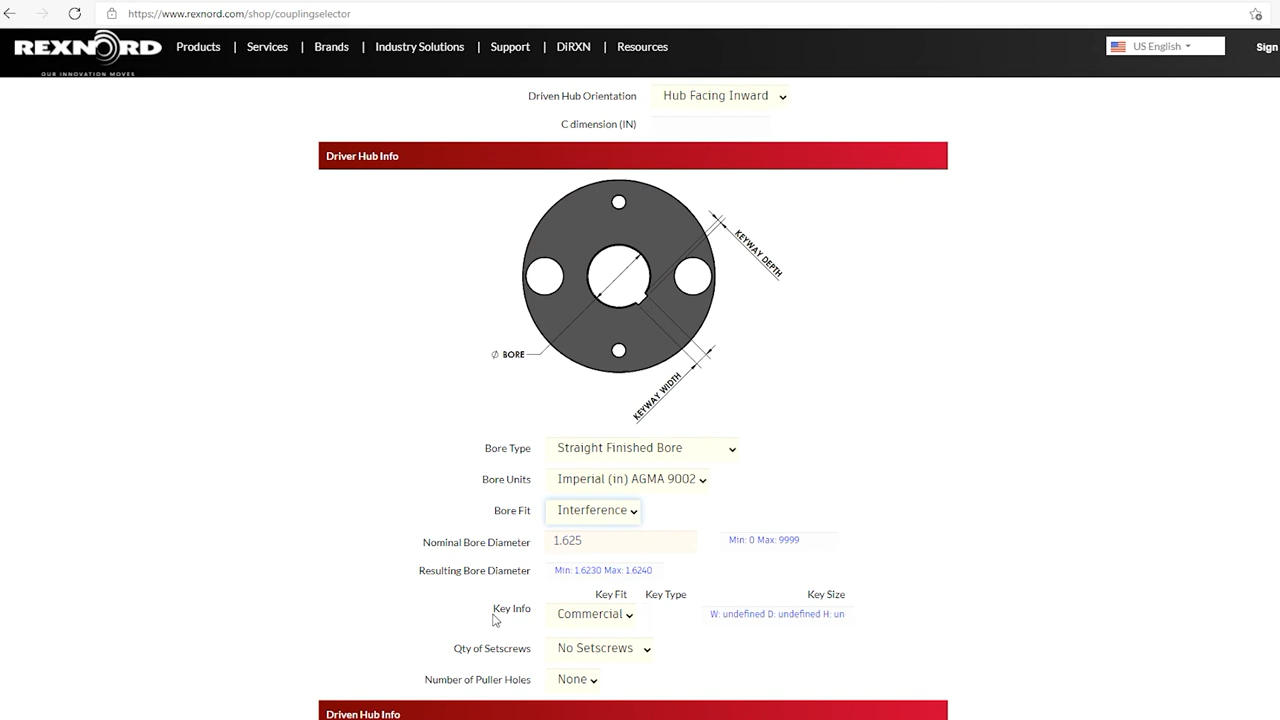 https://www.rexnord.com/shop/couplingselector
REXNORD
OUR INNOVATION MOVES
Products | Services | Brands | Industry Solutions | Support | DiRXN | Resources
US English
Sign
Driven Hub Orientation Hub Facing Inward
C dimension (IN)
Driver Hub Info
KEYWAY DEPTH
Ø BORE
KEYWAY WIDTH
Bore Type Straight Finished Bore
Bore Units Imperial (in) AGMA 9002
Bore Fit Interference
Nominal Bore Diameter 1.625 Min: 0 Max: 9999
Resulting Bore Diameter Min: 1.6230 Max: 1.6240
Key Fit Key Type Key Size
Key Info Commercial W: undefined D: undefined H: un
Qty of Setscrews No Setscrews
Number of Puller Holes None
Driven Hub Info